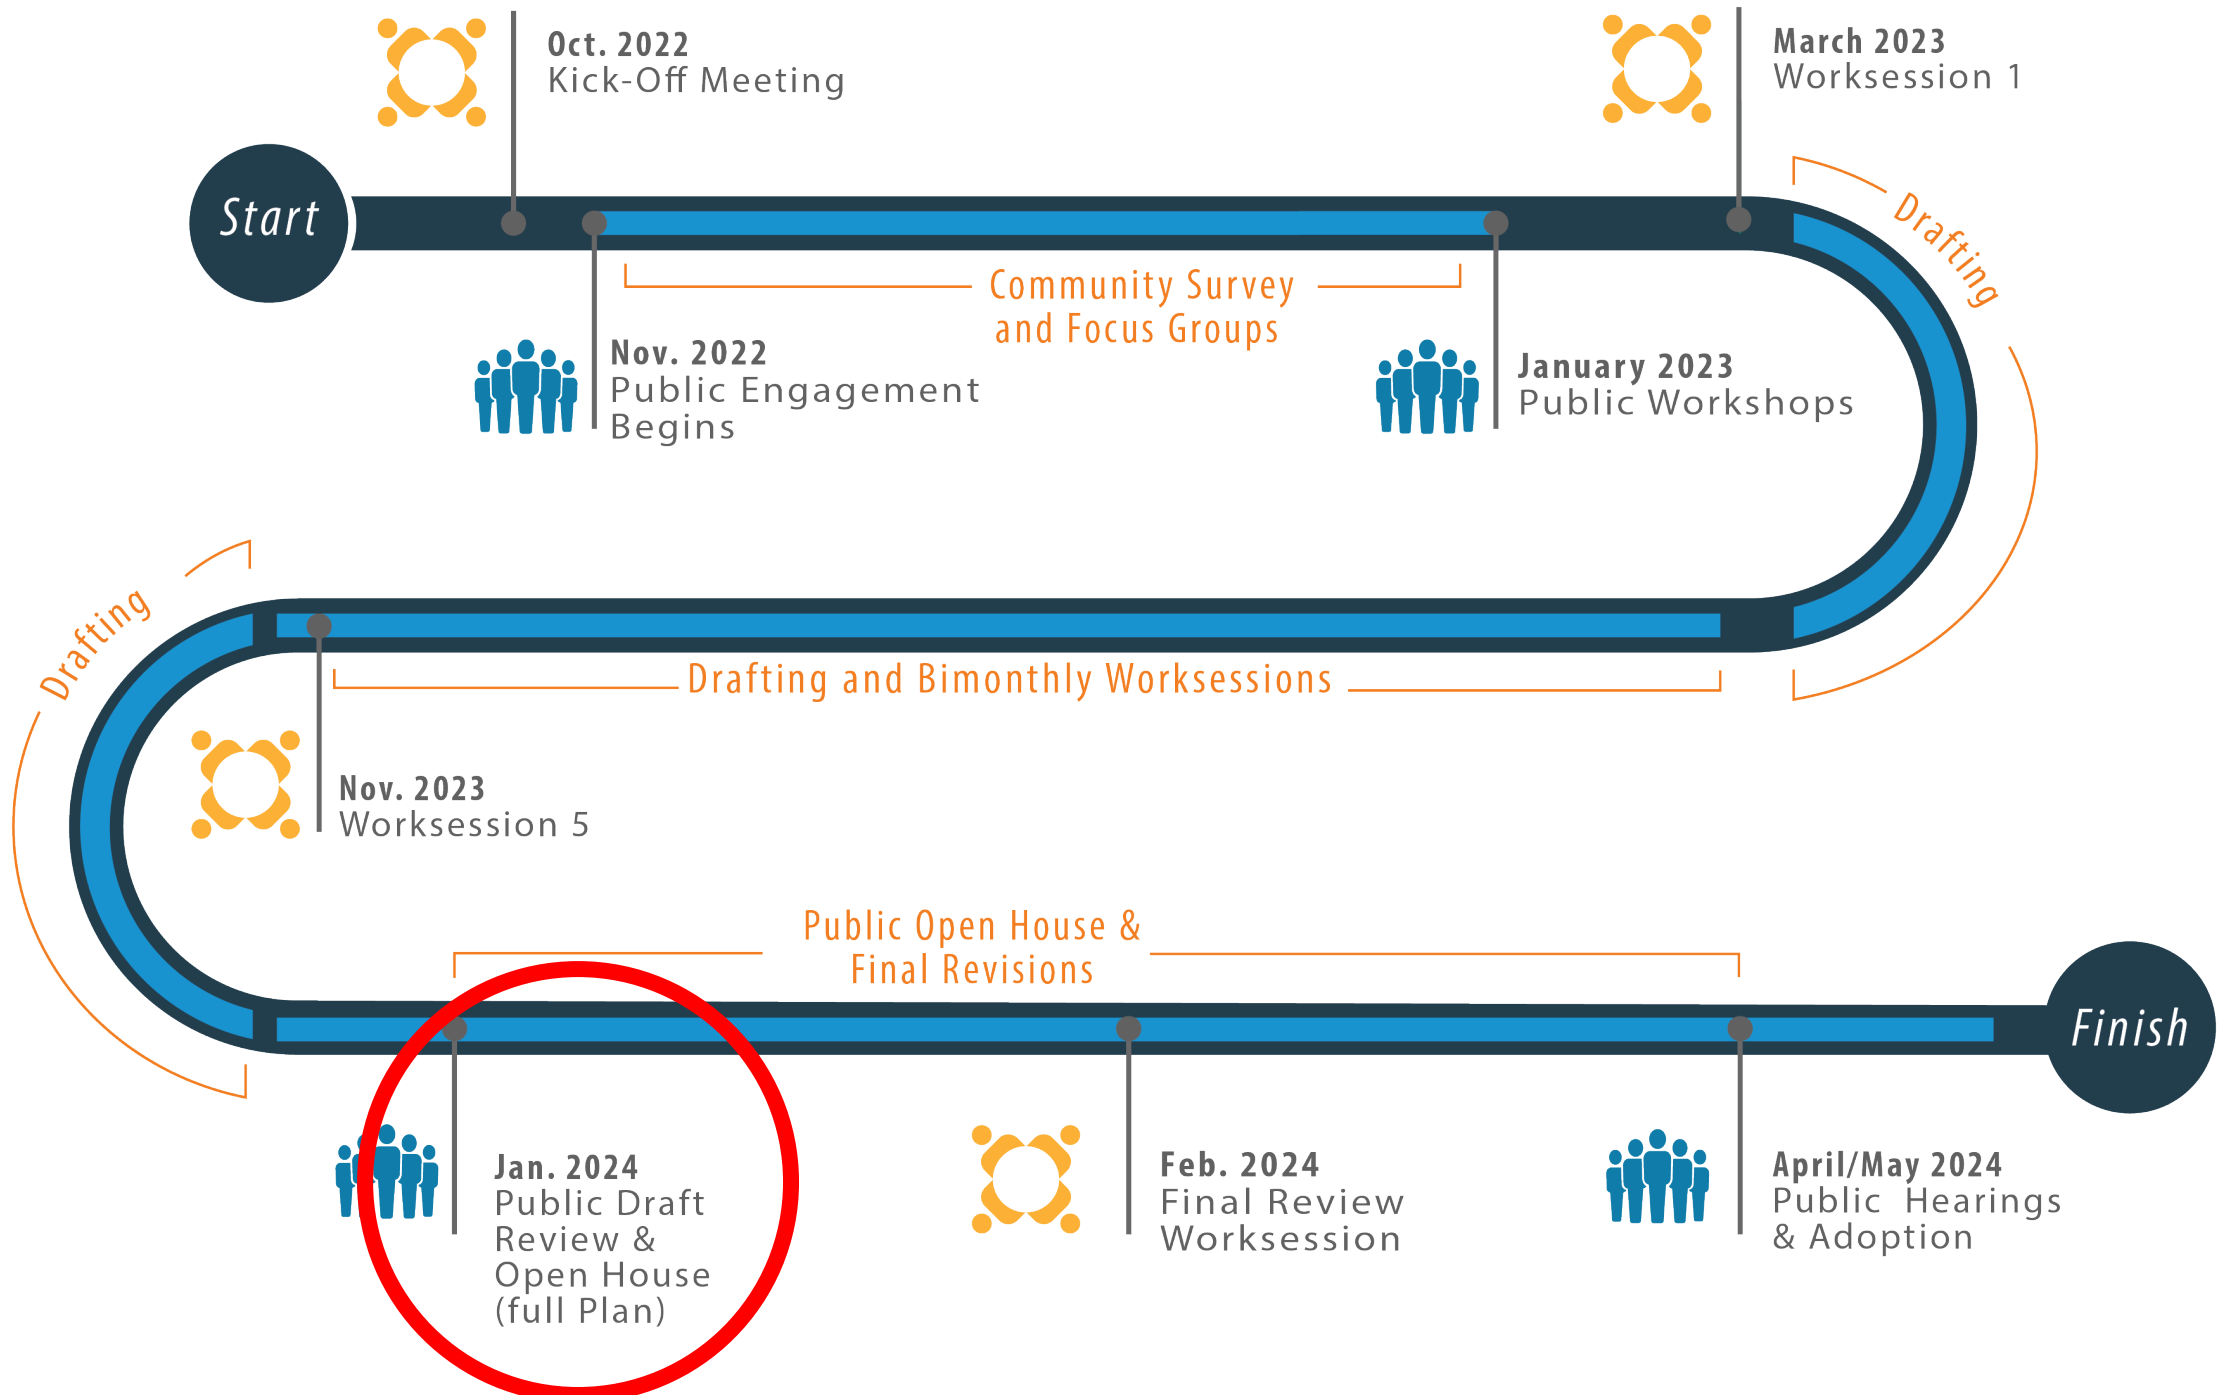 Oct. 2022
Kick-Off Meeting
March 2023
Worksession 1
Start
Drafting
Community Survey
and Focus Groups
Nov. 2022
Public Engagement
Begins
January 2023
Public Workshops
Drafting
Drafting and Bimonthly Worksessions
Nov. 2023
Worksession 5
Public Open House &
Final Revisions
Finish
Jan. 2024
Public Draft
Review &
Open House
(full Plan)
Feb. 2024
Final Review
Worksession
April/May 2024
Public Hearings
& Adoption